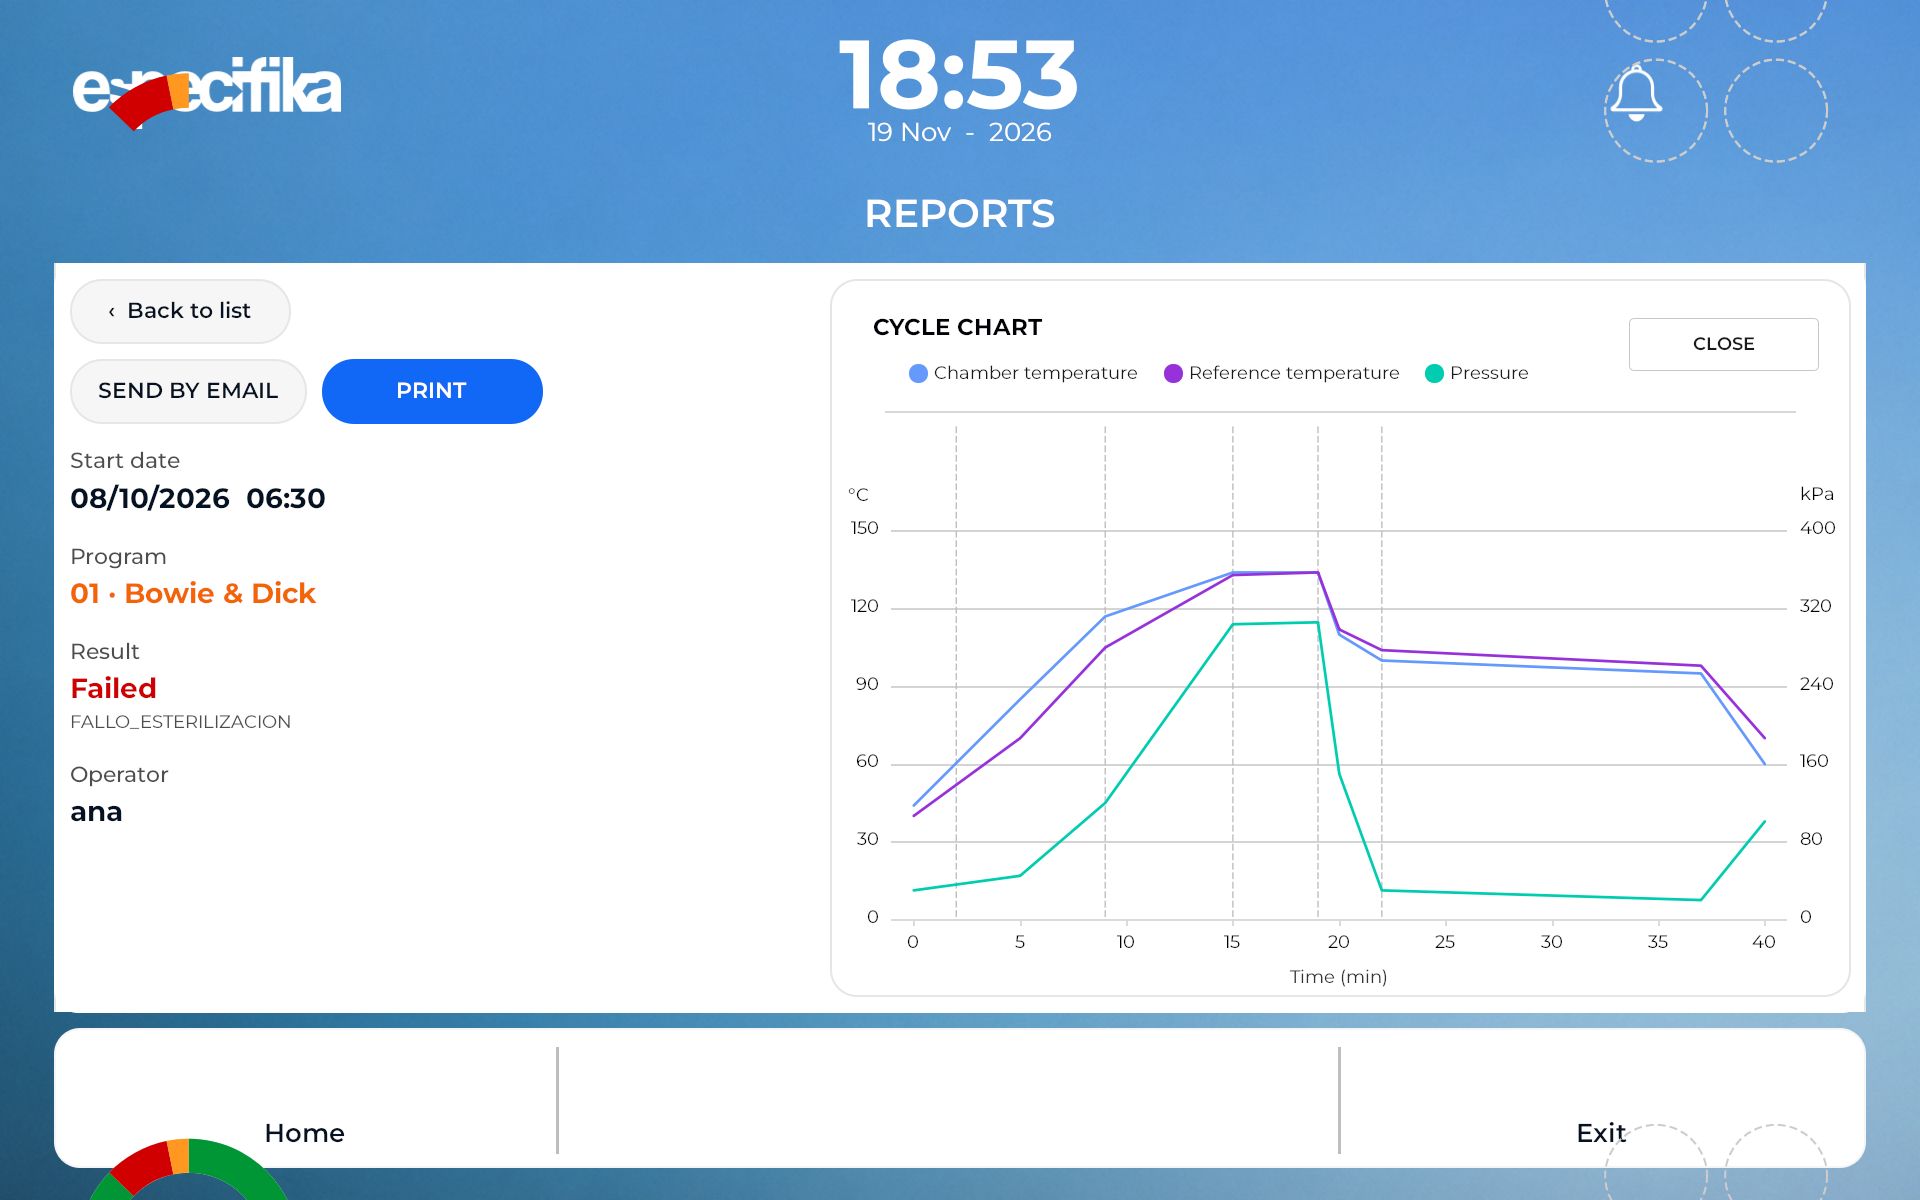 especifika
18:53
19 Nov - 2026
REPORTS
‹ Back to list
SEND BY EMAIL
PRINT
Start date
08/10/2026 06:30
Program
01 · Bowie & Dick
Result
Failed
FALLO_ESTERILIZACION
Operator
ana
CYCLE CHART
CLOSE
Chamber temperature
Reference temperature
Pressure
°C
kPa
150
400
120
320
90
240
60
160
30
80
0
0
0 5 10 15 20 25 30 35 40
Time (min)
Home
Exit